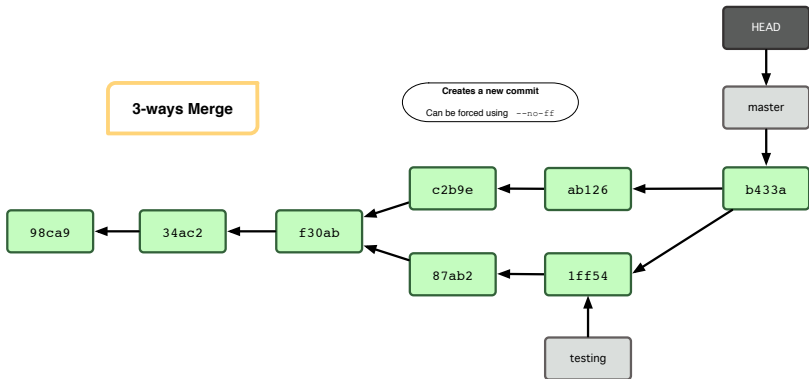 HEAD
3-ways Merge
Creates a new commit
Can be forced using --no-ff
master
c2b9e
ab126
b433a
98ca9
34ac2
f30ab
87ab2
1ff54
testing